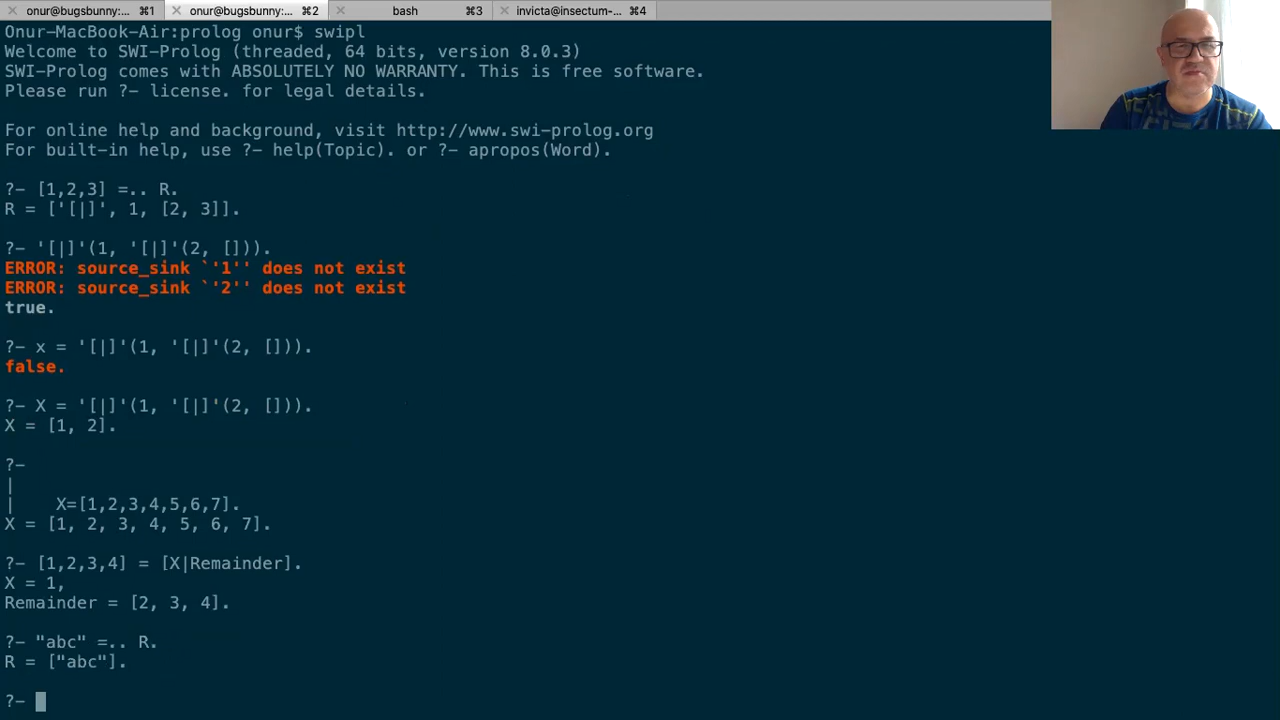 onur@bugsbunny:... ⌘1 onur@bugsbunny:... ⌘2 bash ⌘3 invicta@insectum-... ⌘4
Onur-MacBook-Air:prolog onur$ swipl
Welcome to SWI-Prolog (threaded, 64 bits, version 8.0.3)
SWI-Prolog comes with ABSOLUTELY NO WARRANTY. This is free software.
Please run ?- license. for legal details.
For online help and background, visit http://www.swi-prolog.org
For built-in help, use ?- help(Topic). or ?- apropos(Word).
?- [1,2,3] =.. R.
R = ['[|]', 1, [2, 3]].
?- '[|]'(1, '[|]'(2, [])).
ERROR: source_sink `'1'' does not exist
ERROR: source_sink `'2'' does not exist
true.
?- x = '[|]'(1, '[|]'(2, [])).
false.
?- X = '[|]'(1, '[|]'(2, [])).
X = [1, 2].
?-
|
|    X=[1,2,3,4,5,6,7].
X = [1, 2, 3, 4, 5, 6, 7].
?- [1,2,3,4] = [X|Remainder].
X = 1,
Remainder = [2, 3, 4].
?- "abc" =.. R.
R = ["abc"].
?-